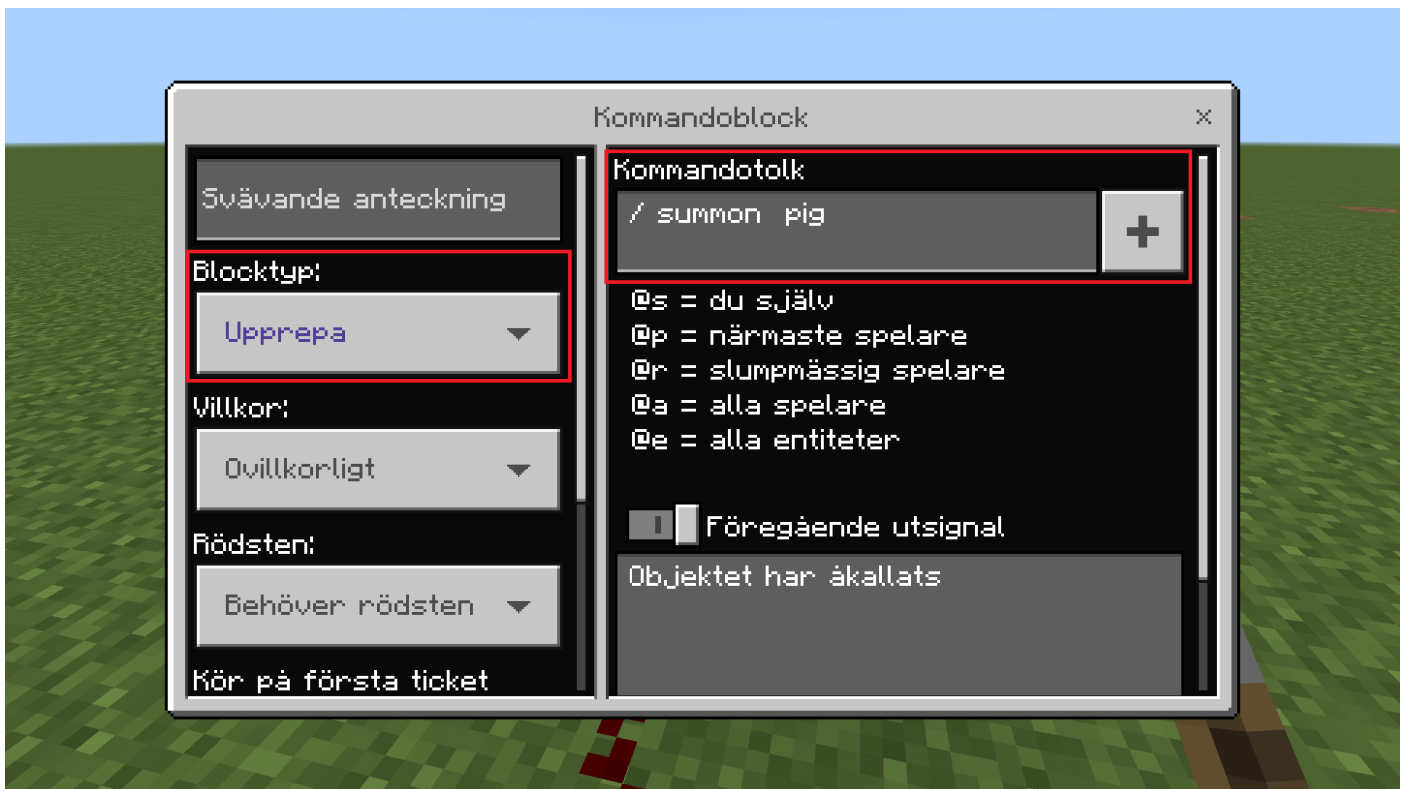 Kommandoblock
Svävande anteckning
Blocktyp:
Upprepa
Villkor:
Ovillkorligt
Rödsten:
Behöver rödsten
Kör på första ticket
Kommandotolk
/ summon pig
@s = du själv
@p = närmaste spelare
@r = slumpmässig spelare
@a = alla spelare
@e = alla entiteter
Föregående utsignal
Objektet har åkallats